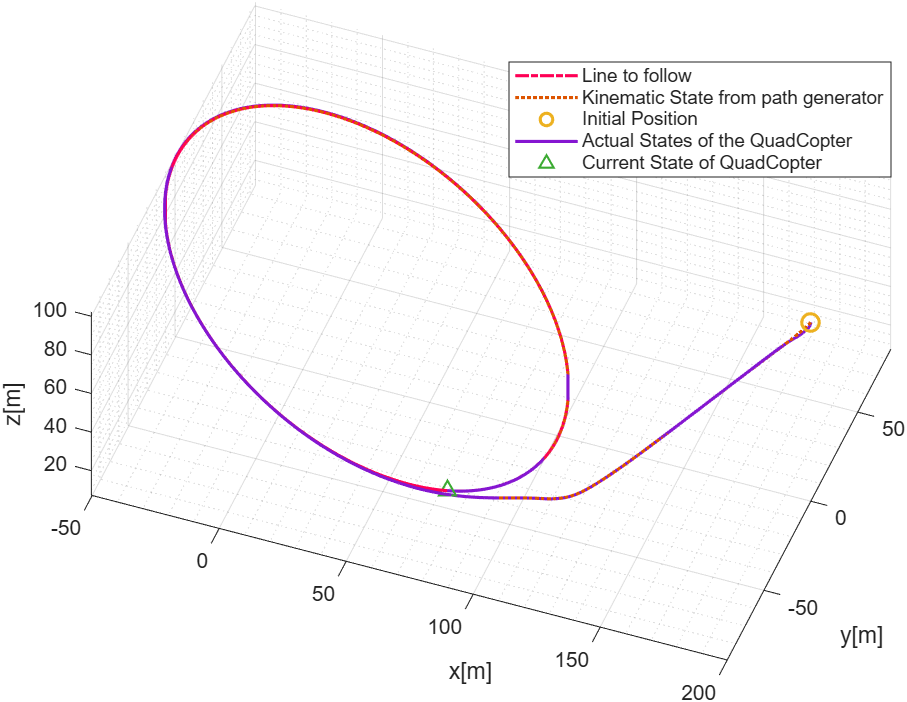 Line to follow
Kinematic State from path generator
Initial Position
Actual States of the QuadCopter
Current State of QuadCopter
100
80
60
40
20
z[m]
-50
0
50
100
150
200
x[m]
50
0
-50
y[m]